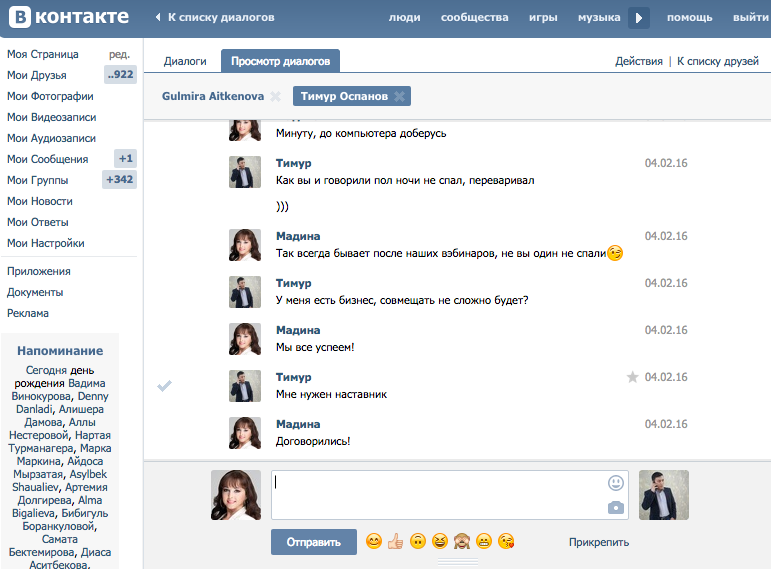 В контакте
К списку диалогов
люди сообщества игры музыка помощь выйти
Моя Страница ред.
Мои Друзья ..922
Мои Фотографии
Мои Видеозаписи
Мои Аудиозаписи
Мои Сообщения +1
Мои Группы +342
Мои Новости
Мои Ответы
Мои Настройки
Приложения
Документы
Реклама
Напоминание
Сегодня день
рождения Вадима
Винокурова, Denny
Danladi, Алишера
Дамова, Аллы
Нестеровой, Нартая
Турманагера, Марка
Маркина, Айдоса
Мырзатая, Asylbek
Shaualiev, Артемия
Долгирева, Alma
Bigalieva, Бибигуль
Боранкуловой,
Самата
Бектемирова, Диаса
Аситбекова,
Диалоги Просмотр диалогов Действия | К списку друзей
Gulmira Aitkenova Тимур Оспанов
Минуту, до компьютера доберусь
Тимур 04.02.16
Как вы и говорили пол ночи не спал, переваривал
)))
Мадина 04.02.16
Так всегда бывает после наших вэбинаров, не вы один не спали😉
Тимур 04.02.16
У меня есть бизнес, совмещать не сложно будет?
Мадина 04.02.16
Мы все успеем!
Тимур 04.02.16
Мне нужен наставник
Мадина 04.02.16
Договорились!
Отправить Прикрепить